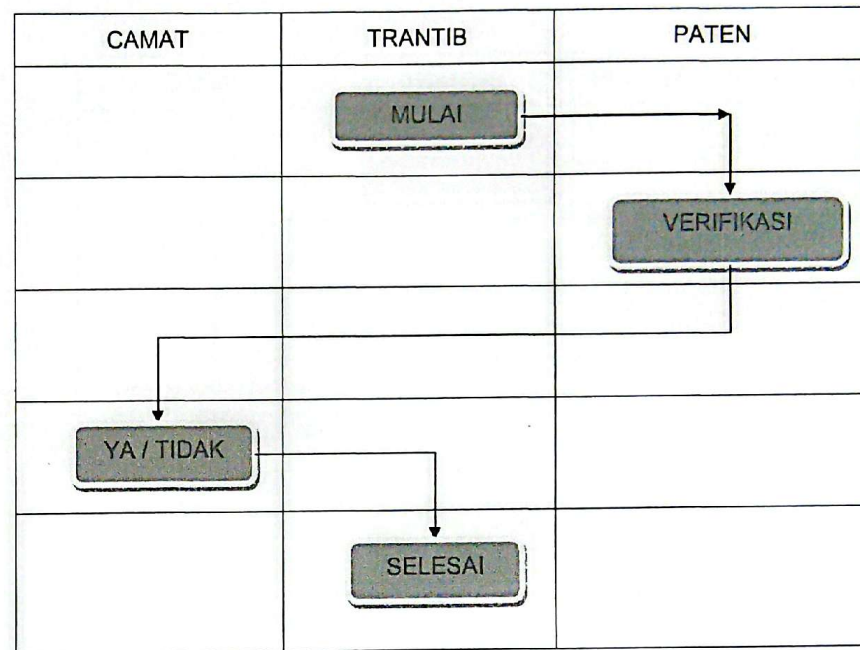 CAMAT TRANTIB PATEN
MULAI
VERIFIKASI
YA / TIDAK
SELESAI